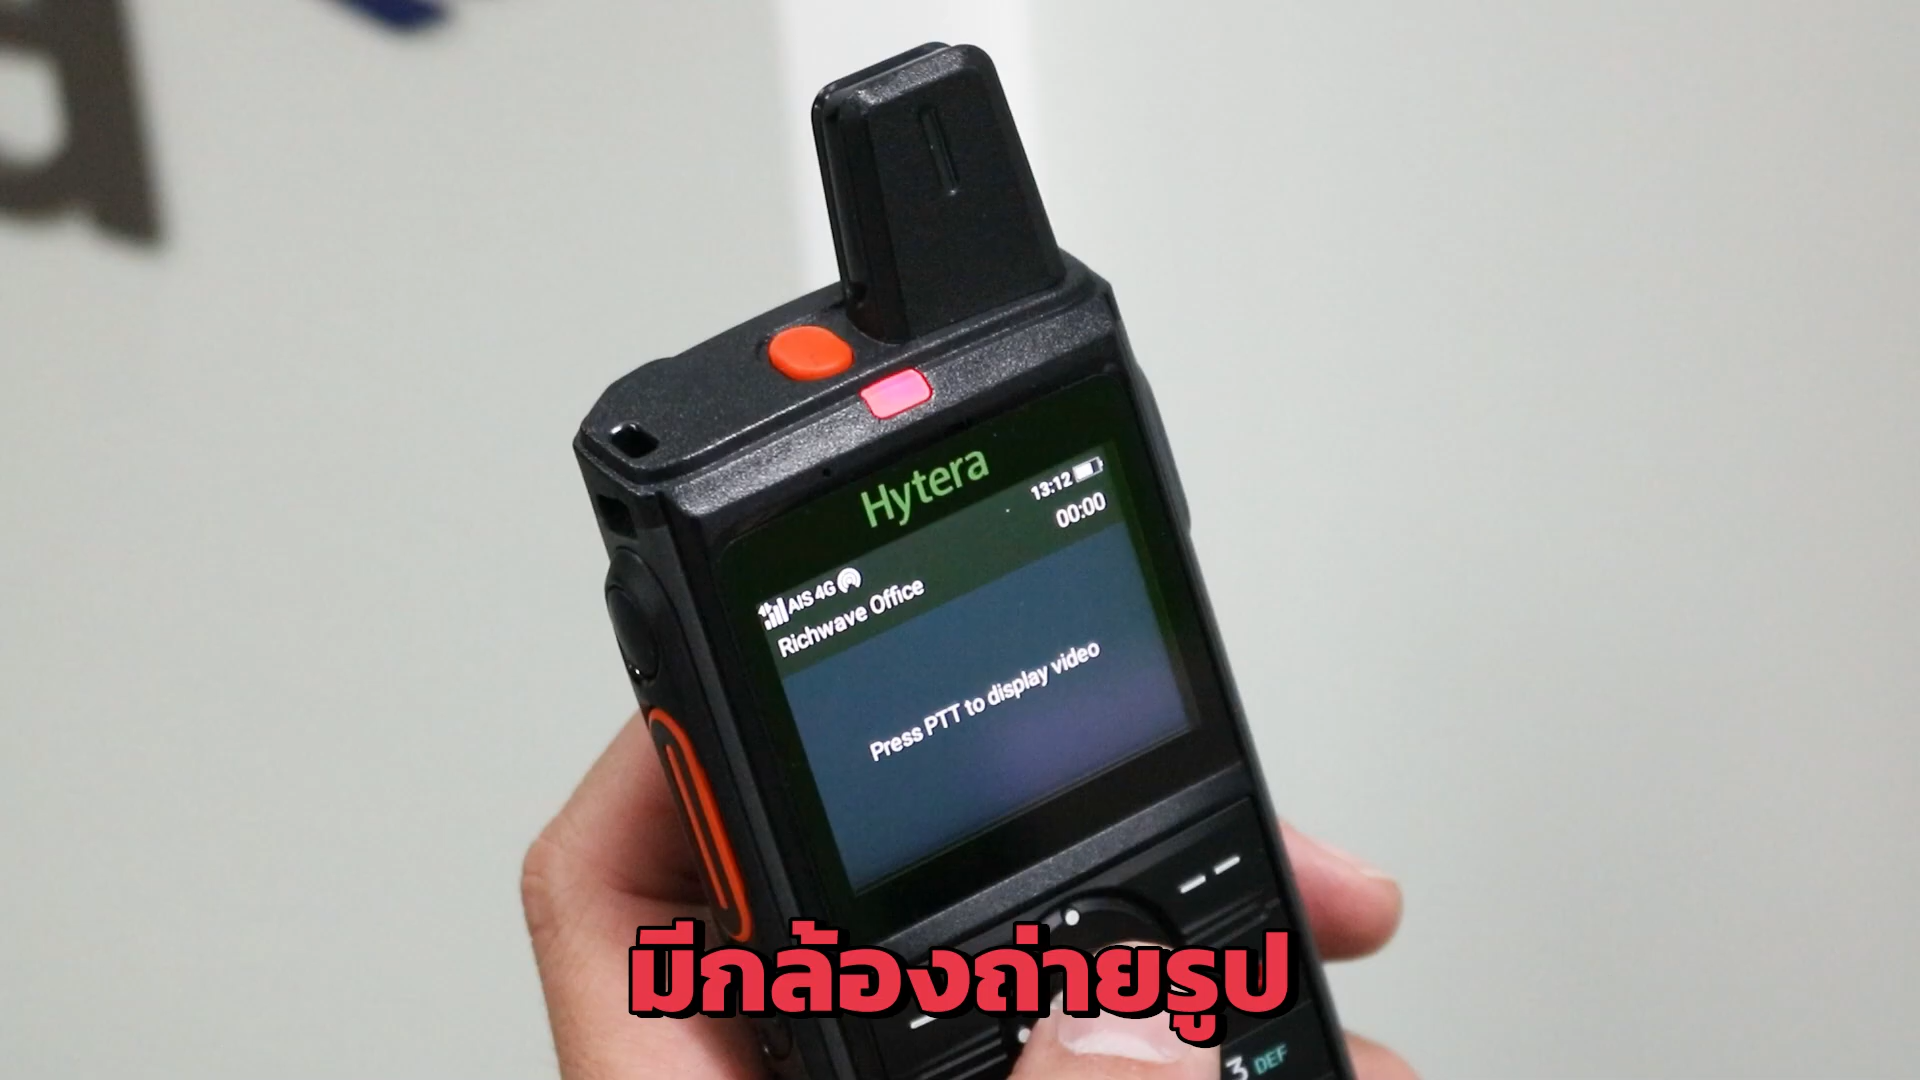 Hytera
13:12
00:00
AIS 4G
Richwave Office
Press PTT to display video
มีกล้องถ่ายรูป
3 DEF